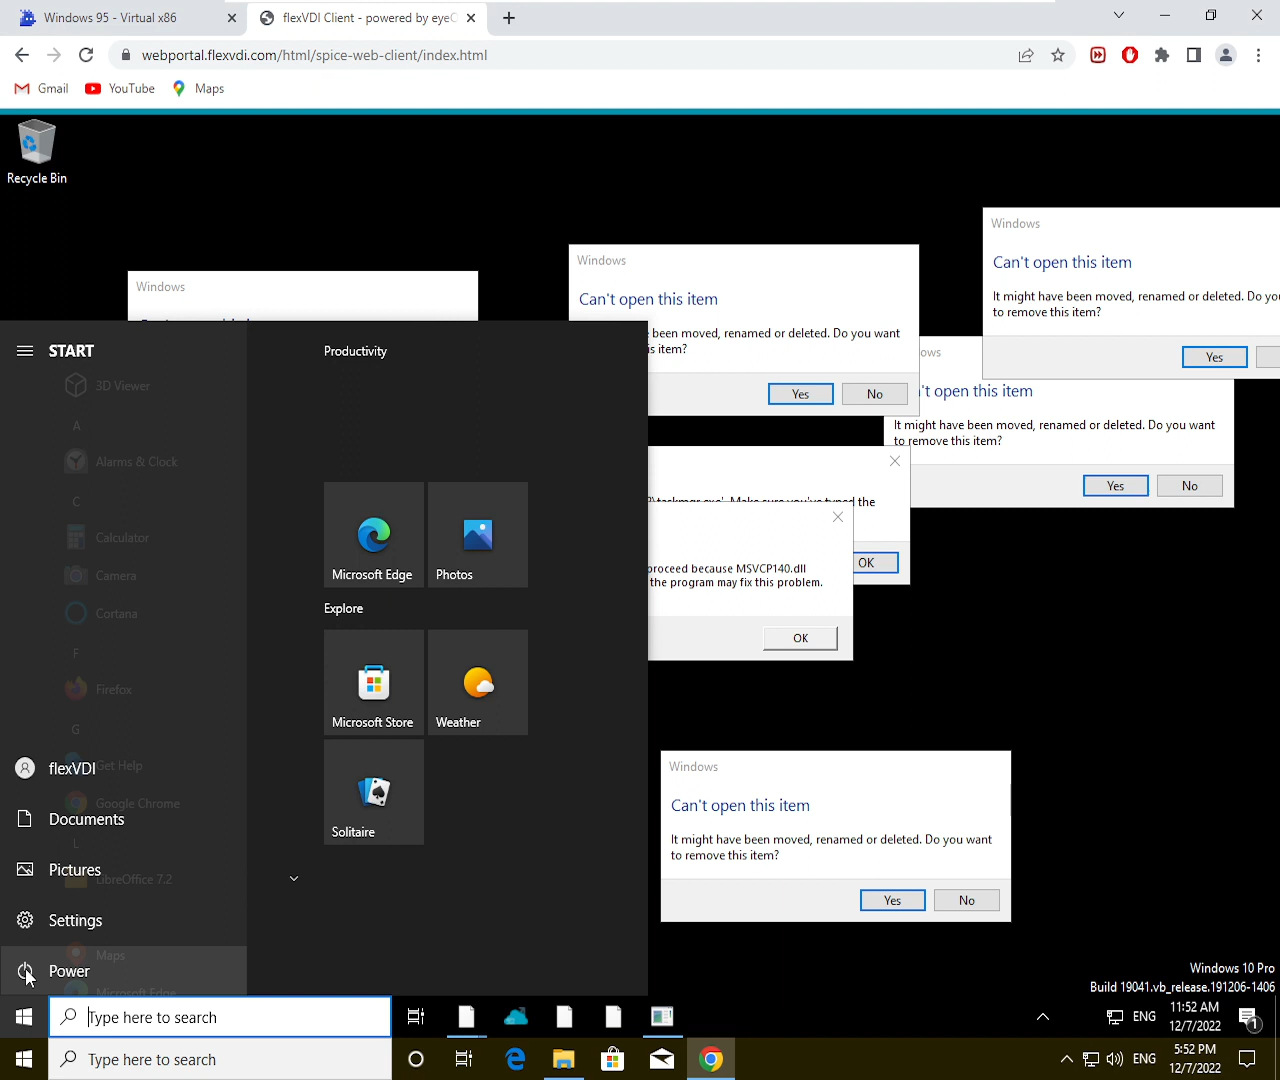 Windows 95 - Virtual x86
flexVDI Client - powered by eyeO
webportal.flexvdi.com/html/spice-web-client/index.html
Gmail
YouTube
Maps
Recycle Bin
Windows
Windows
Can't open this item
been moved, renamed or deleted. Do you want
is item?
Yes
No
Windows
Can't open this item
It might have been moved, renamed or deleted. Do yo
to remove this item?
Yes
ows
't open this item
It might have been moved, renamed or deleted. Do you want
to remove this item?
Yes
No
the
OK
proceed because MSVCP140.dll
the program may fix this problem.
OK
Windows
Can't open this item
It might have been moved, renamed or deleted. Do you want
to remove this item?
Yes
No
START
3D Viewer
A
Alarms & Clock
C
Calculator
Camera
Cortana
F
Firefox
G
flexVDI
Get Help
Google Chrome
Documents
L
Pictures
LibreOffice 7.2
Settings
Maps
Power
Microsoft Edge
Productivity
Microsoft Edge
Photos
Explore
Microsoft Store
Weather
Solitaire
Windows 10 Pro
Build 19041.vb_release.191206-1406
Type here to search
ENG
11:52 AM
12/7/2022
1
Type here to search
ENG
5:52 PM
12/7/2022